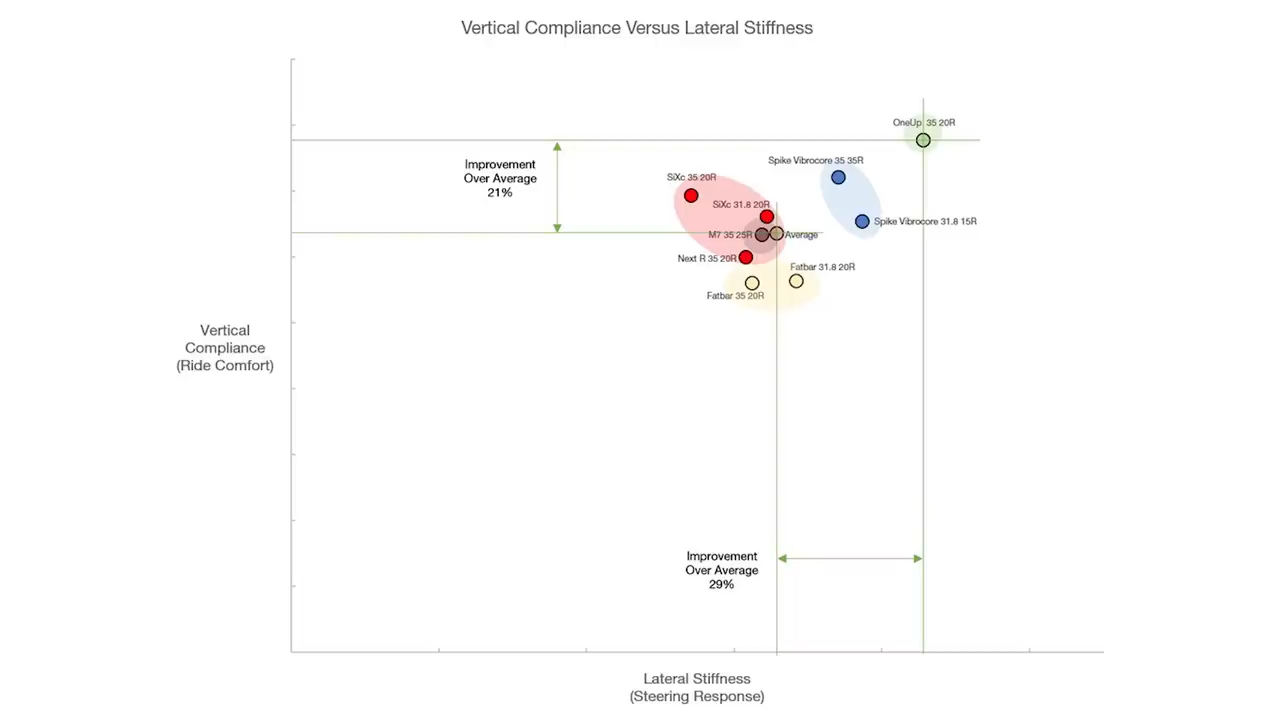 Vertical Compliance Versus Lateral Stiffness
OneUp 35 20R
Spike Vibrocore 35 35R
Improvement
Over Average
21%
SiXc 35 20R
SiXc 31.8 20R
Spike Vibrocore 31.8 15R
M7 35 25R
Average
Next R 35 20R
Fatbar 31.8 20R
Fatbar 35 20R
Vertical
Compliance
(Ride Comfort)
Improvement
Over Average
29%
Lateral Stiffness
(Steering Response)